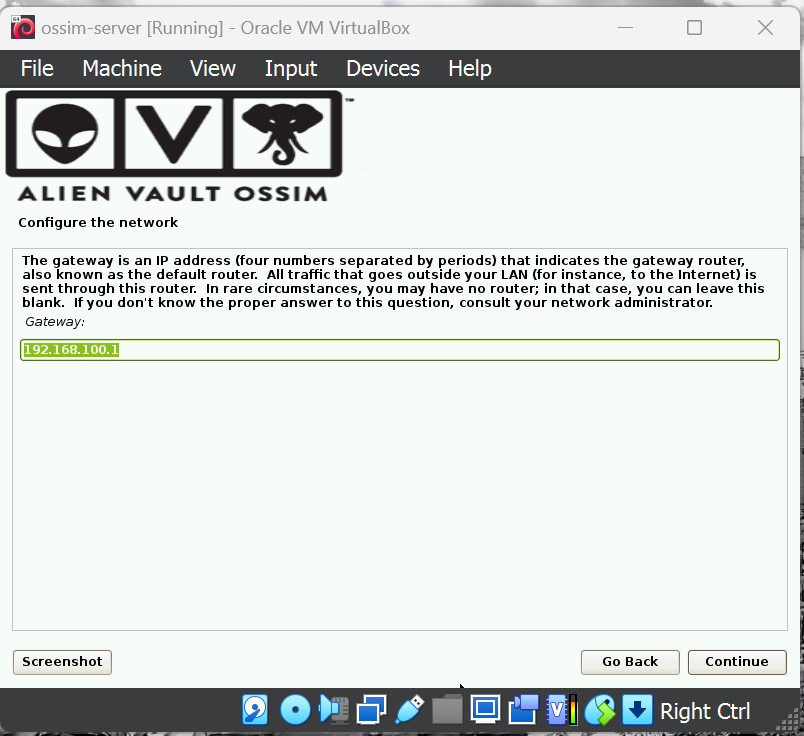 ossim-server [Running] - Oracle VM VirtualBox
File Machine View Input Devices Help
V ™
ALIEN VAULT OSSIM
Configure the network
The gateway is an IP address (four numbers separated by periods) that indicates the gateway router,
also known as the default router.  All traffic that goes outside your LAN (for instance, to the Internet) is
sent through this router.  In rare circumstances, you may have no router; in that case, you can leave this
blank.  If you don't know the proper answer to this question, consult your network administrator.
Gateway:
192.168.100.1
Screenshot Go Back Continue
V Right Ctrl